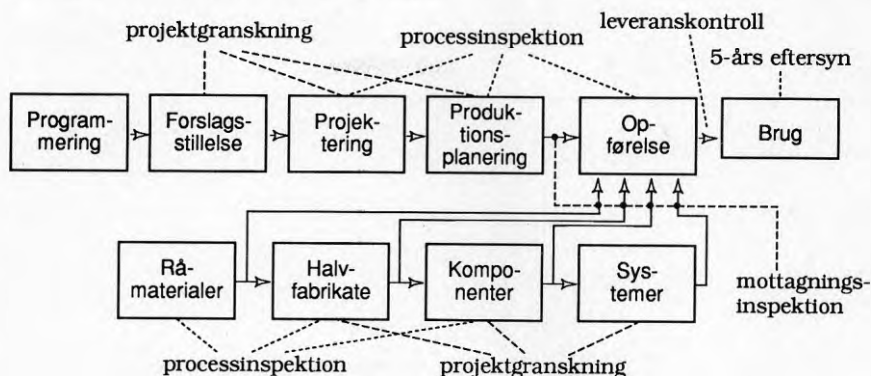 projektgranskning
processinspektion
leveranskontroll
5-års eftersyn
Program-
mering
Forslags-
stillelse
Projek-
tering
Produk-
tions-
planering
Op-
førelse
Brug
Rå-
materialer
Halv-
fabrikate
Kompo-
nenter
Sys-
temer
mottagnings-
inspektion
processinspektion
projektgranskning